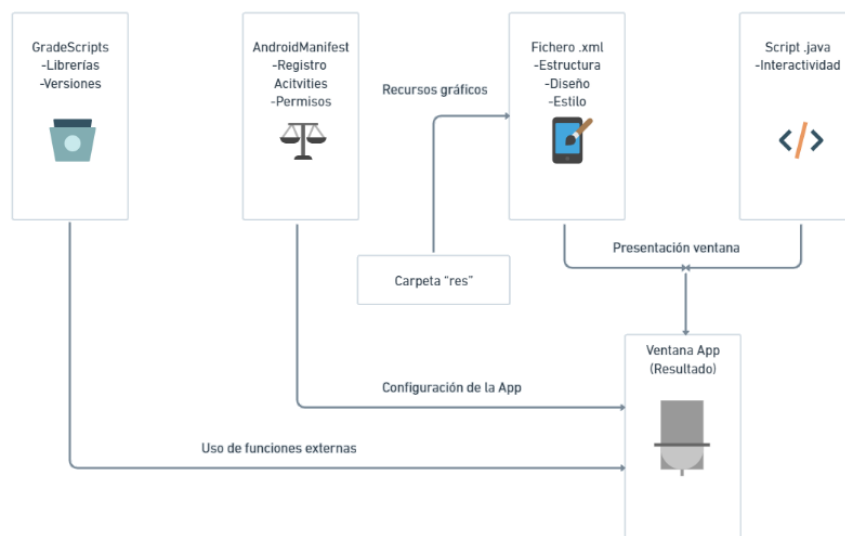 GradeScripts
-Librerías
-Versiones
AndroidManifest
-Registro
Acitvities
-Permisos
Recursos gráficos
Fichero .xml
-Estructura
-Diseño
-Estilo
Script .java
-Interactividad
Presentación ventana
Carpeta “res”
Ventana App
(Resultado)
Configuración de la App
Uso de funciones externas